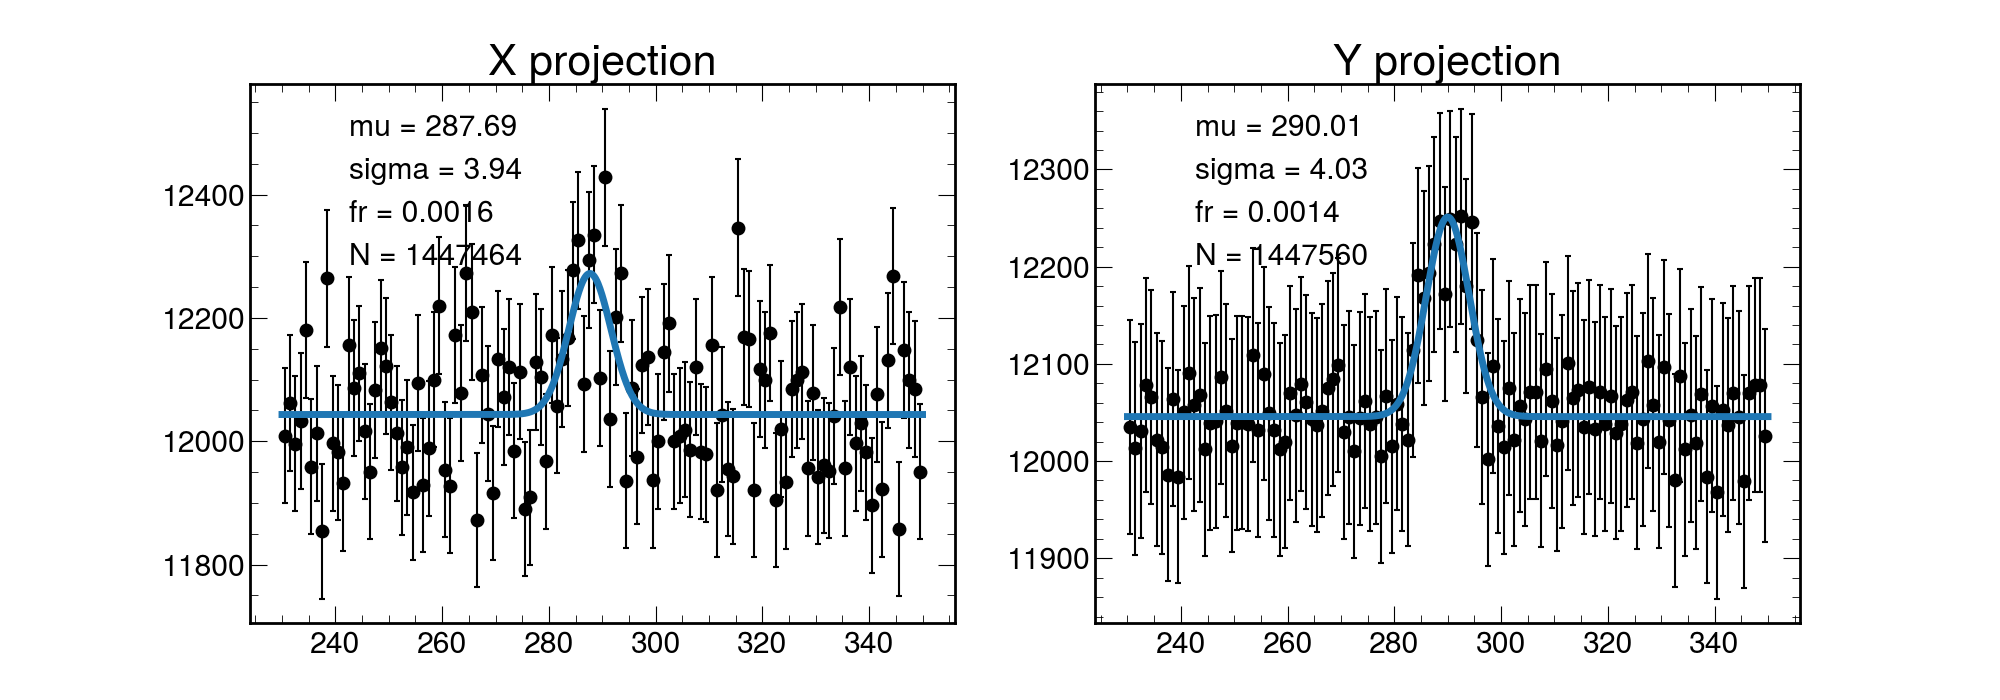 X projection
mu = 287.69
sigma = 3.94
fr = 0.0016
N = 1447464
12400
12200
12000
11800
240 260 280 300 320 340
Y projection
mu = 290.01
sigma = 4.03
fr = 0.0014
N = 1447560
12300
12200
12100
12000
11900
240 260 280 300 320 340